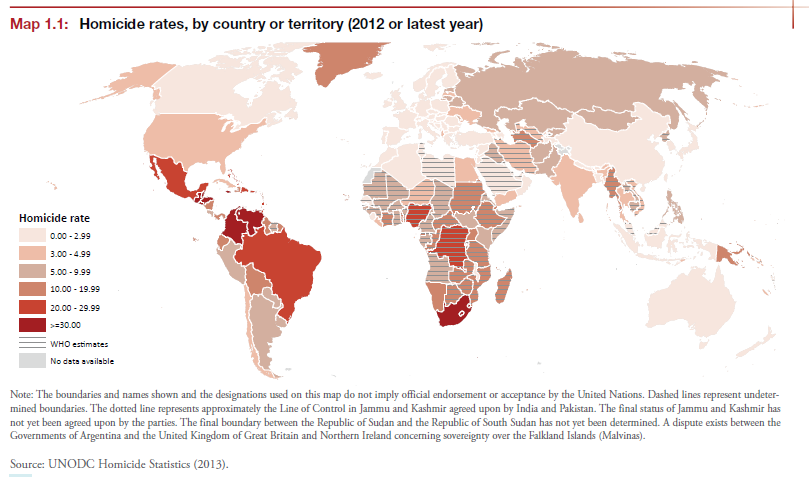 Map 1.1: Homicide rates, by country or territory (2012 or latest year)
Homicide rate
0.00 - 2.99
3.00 - 4.99
5.00 - 9.99
10.00 - 19.99
20.00 - 29.99
>=30.00
WHO estimates
No data available
Note: The boundaries and names shown and the designations used on this map do not imply official endorsement or acceptance by the United Nations. Dashed lines represent undeter-
mined boundaries. The dotted line represents approximately the Line of Control in Jammu and Kashmir agreed upon by India and Pakistan. The final status of Jammu and Kashmir has
not yet been agreed upon by the parties. The final boundary between the Republic of Sudan and the Republic of South Sudan has not yet been determined. A dispute exists between the
Governments of Argentina and the United Kingdom of Great Britain and Northern Ireland concerning sovereignty over the Falkland Islands (Malvinas).
Source: UNODC Homicide Statistics (2013).